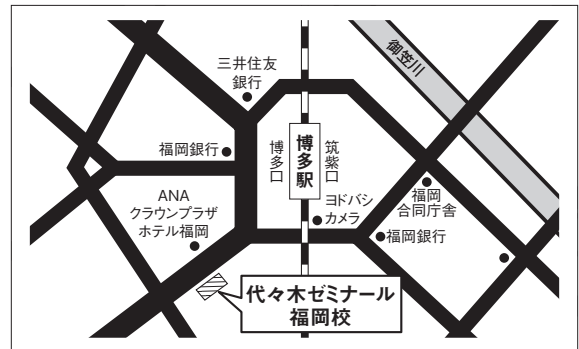 三井住友
銀行
御笠川
福岡銀行
博多口
博多駅
筑紫口
ANA
クラウンプラザ
ホテル福岡
ヨドバシ
カメラ
福岡
合同庁舎
福岡銀行
代々木ゼミナール
福岡校